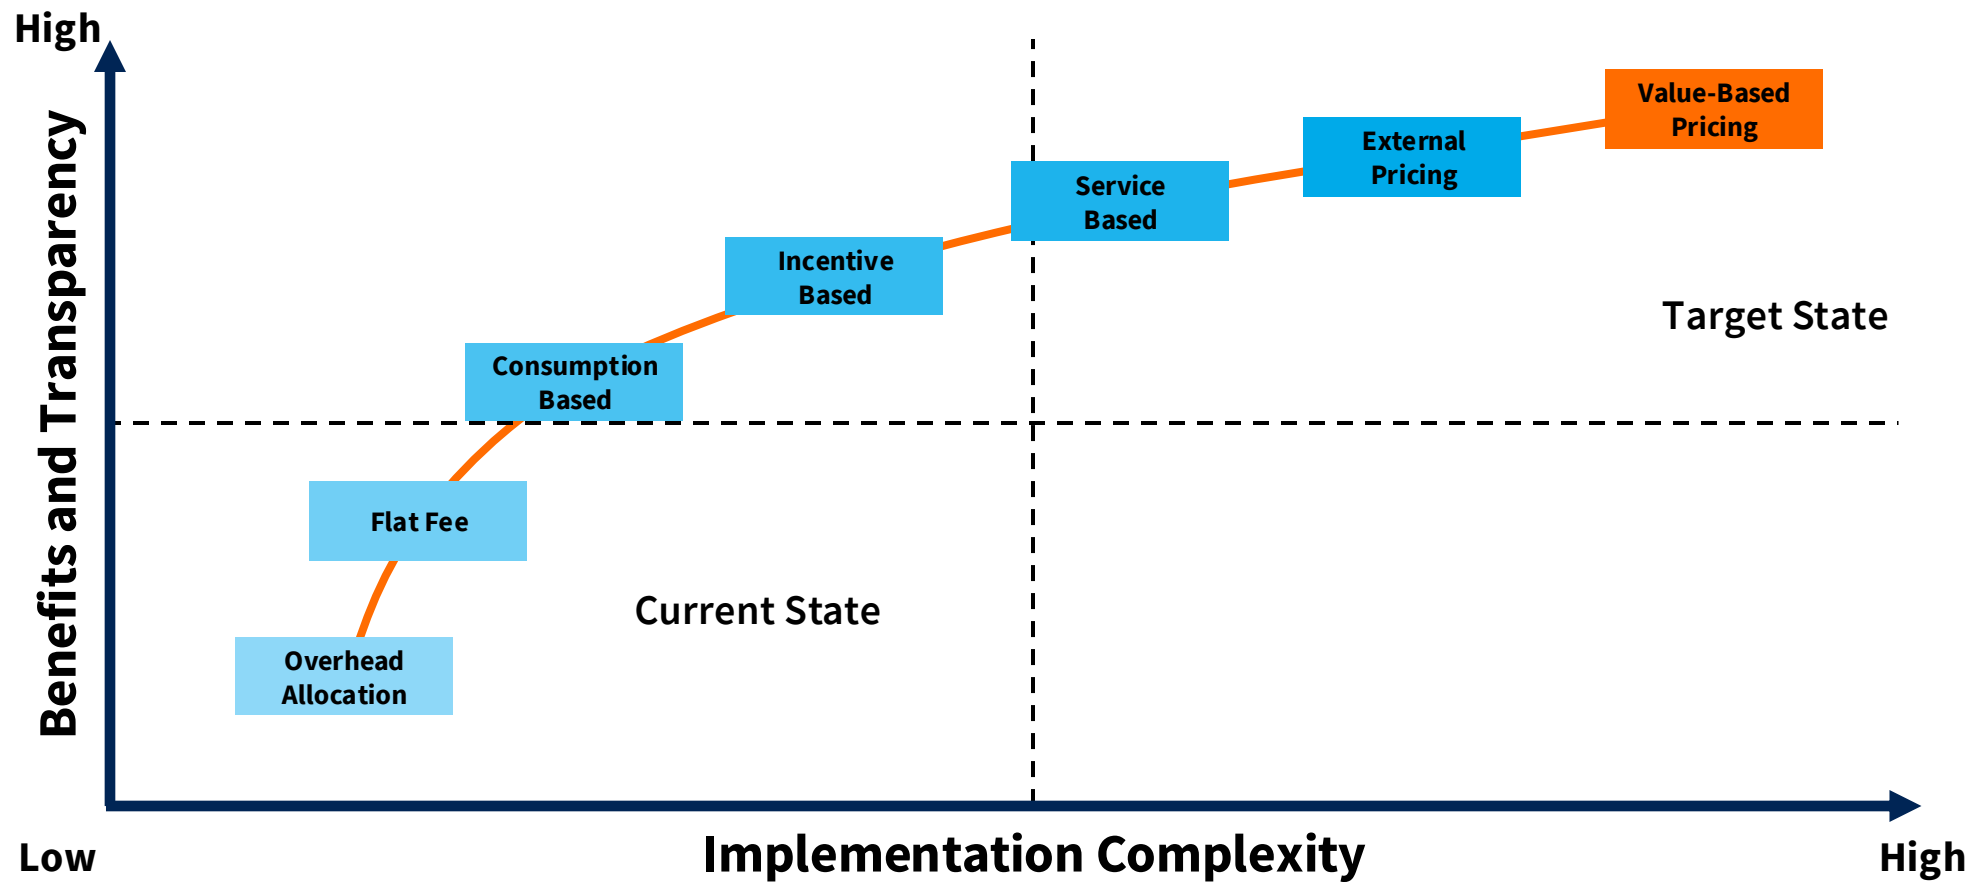 High
Benefits and Transparency
Value-Based
Pricing
External
Pricing
Service
Based
Incentive
Based
Target State
Consumption
Based
Flat Fee
Current State
Overhead
Allocation
Low
Implementation Complexity
High